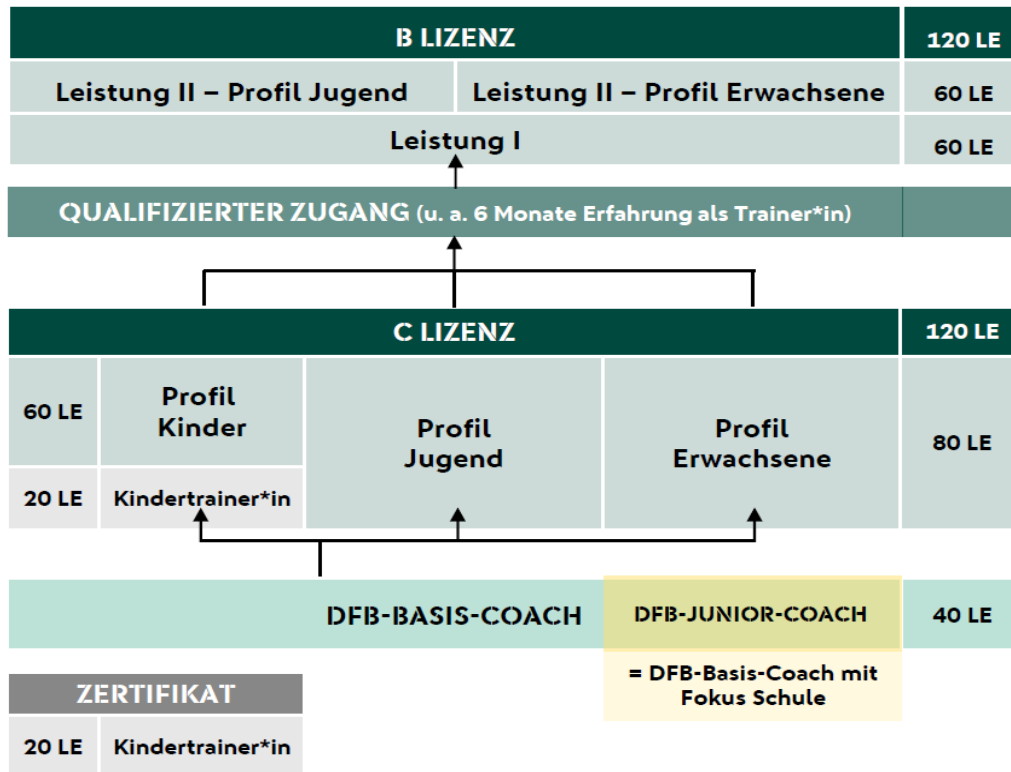 B LIZENZ 120 LE
Leistung II – Profil Jugend Leistung II – Profil Erwachsene 60 LE
Leistung I 60 LE
QUALIFIZIERTER ZUGANG (u. a. 6 Monate Erfahrung als Trainer*in)
C LIZENZ 120 LE
60 LE
Profil
Kinder
20 LE Kindertrainer*in
Profil
Jugend
Profil
Erwachsene
80 LE
DFB-BASIS-COACH DFB-JUNIOR-COACH 40 LE
= DFB-Basis-Coach mit
Fokus Schule
ZERTIFIKAT
20 LE Kindertrainer*in